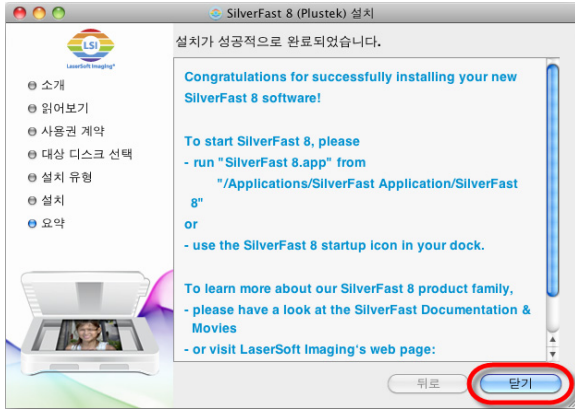 SilverFast 8 (Plustek) 설치
LSI
LaserSoft Imaging®
설치가 성공적으로 완료되었습니다.
소개
읽어보기
사용권 계약
대상 디스크 선택
설치 유형
설치
요약
Congratulations for successfully installing your new
SilverFast 8 software!
To start SilverFast 8, please
- run "SilverFast 8.app" from
"/Applications/SilverFast Application/SilverFast
8"
or
- use the SilverFast 8 startup icon in your dock.
To learn more about our SilverFast 8 product family,
- please have a look at the SilverFast Documentation &
Movies
- or visit LaserSoft Imaging's web page:
뒤로
닫기